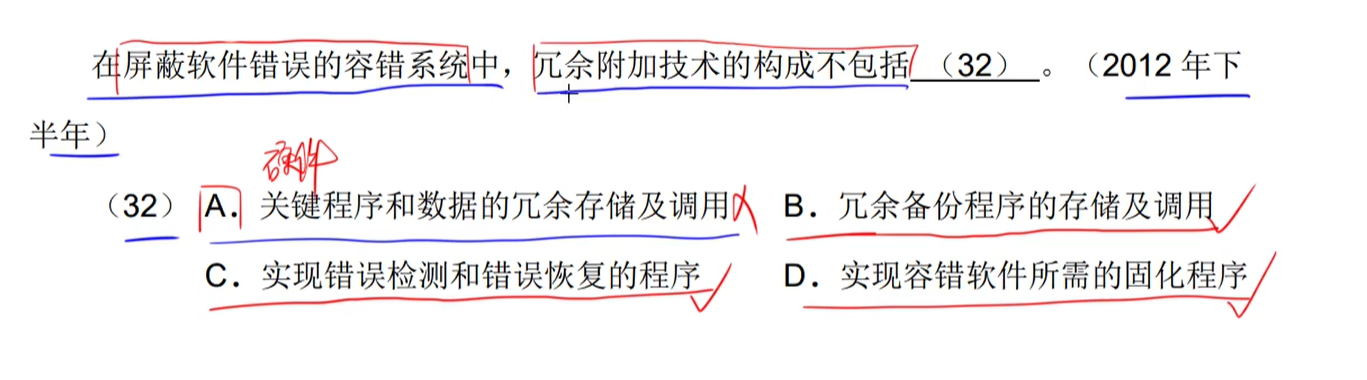 在屏蔽软件错误的容错系统中，冗余附加技术的构成不包括 （32） 。（2012 年下
半年）
硬件
（32） A．关键程序和数据的冗余存储及调用 B．冗余备份程序的存储及调用
C．实现错误检测和错误恢复的程序 D．实现容错软件所需的固化程序